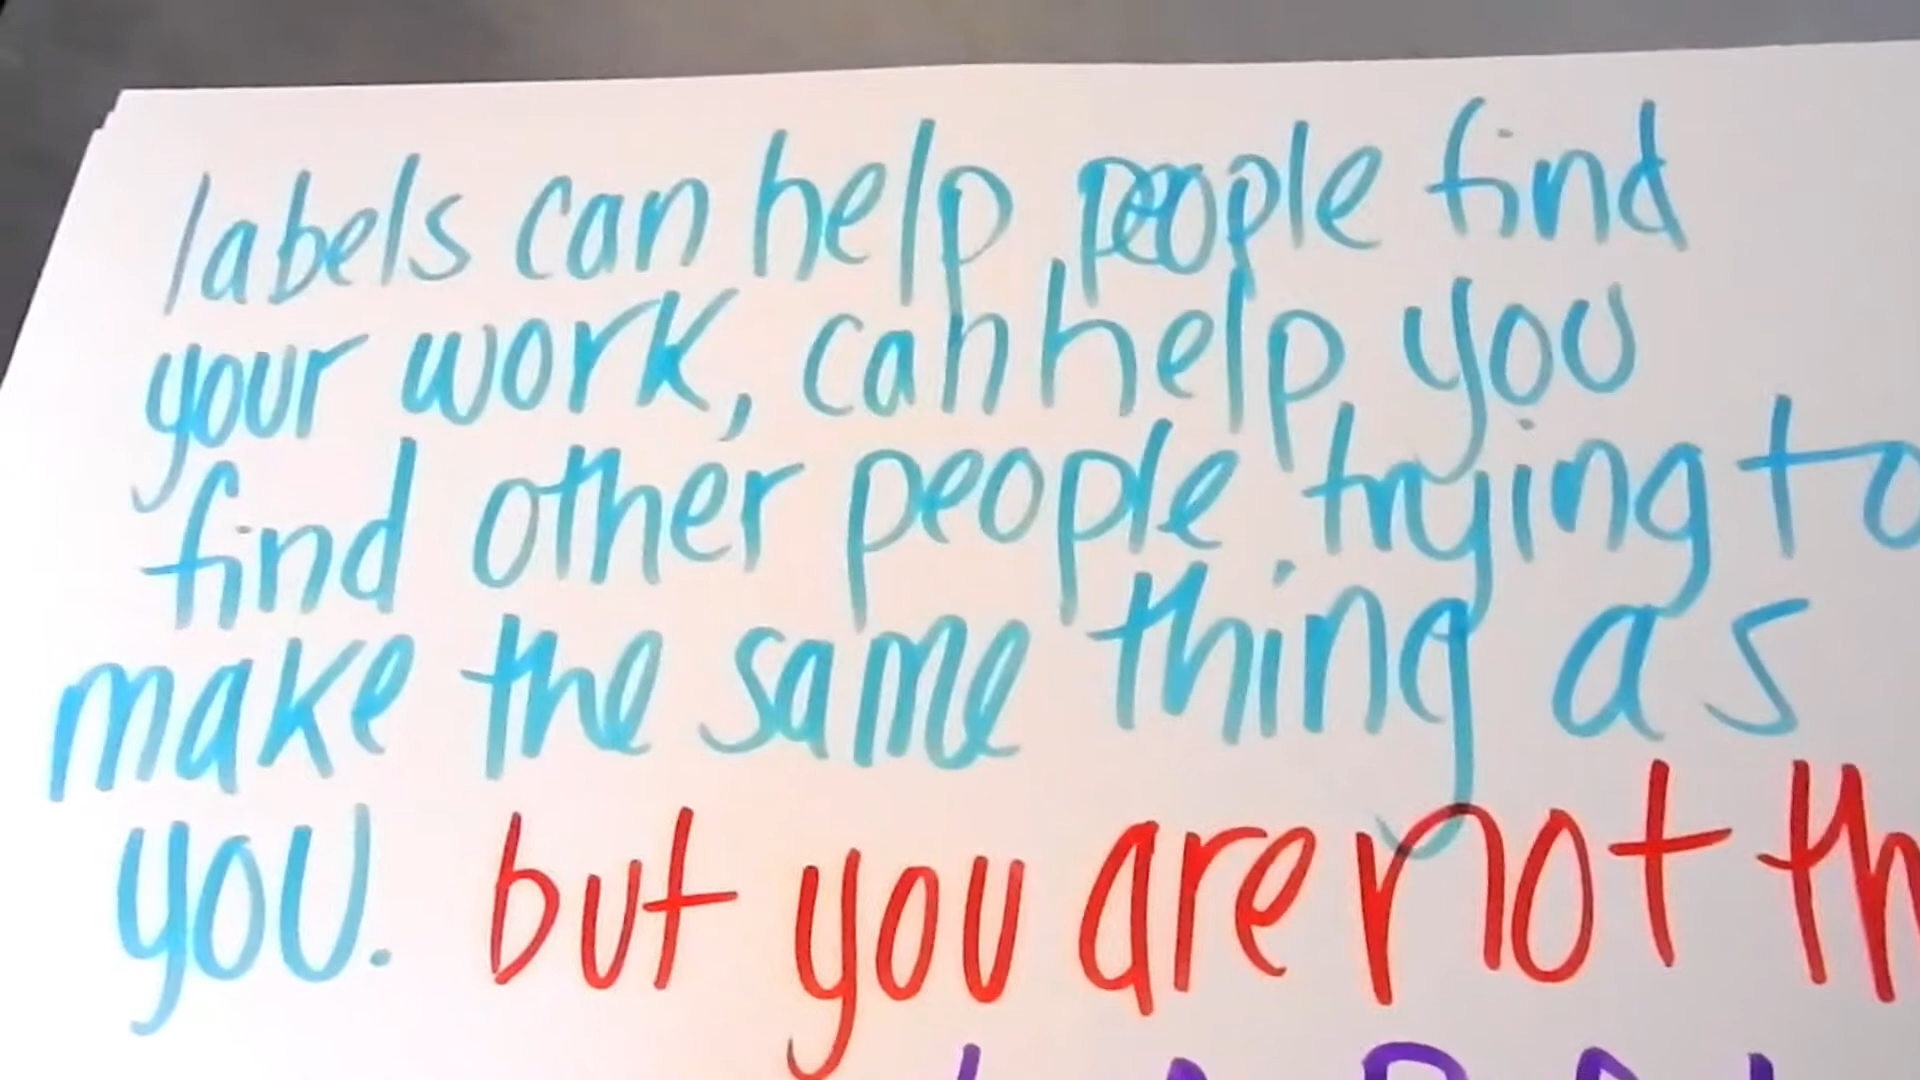 labels can help people find
your work, can help you
find other people trying to
make the same thing as
you. but you are not